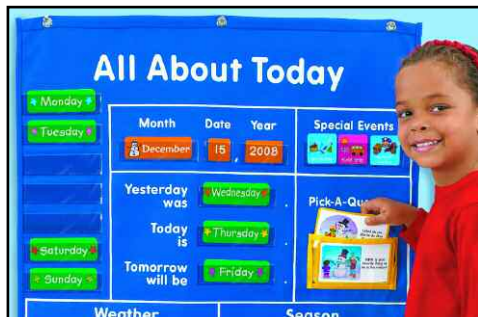 All About Today
Monday
Tuesday
Saturday
Sunday
Month Date Year
December 15, 2008
Special Events
Yesterday was Wednesday.
Today is Thursday.
Tomorrow will be Friday.
Pick-A-Qu
Weather
Season